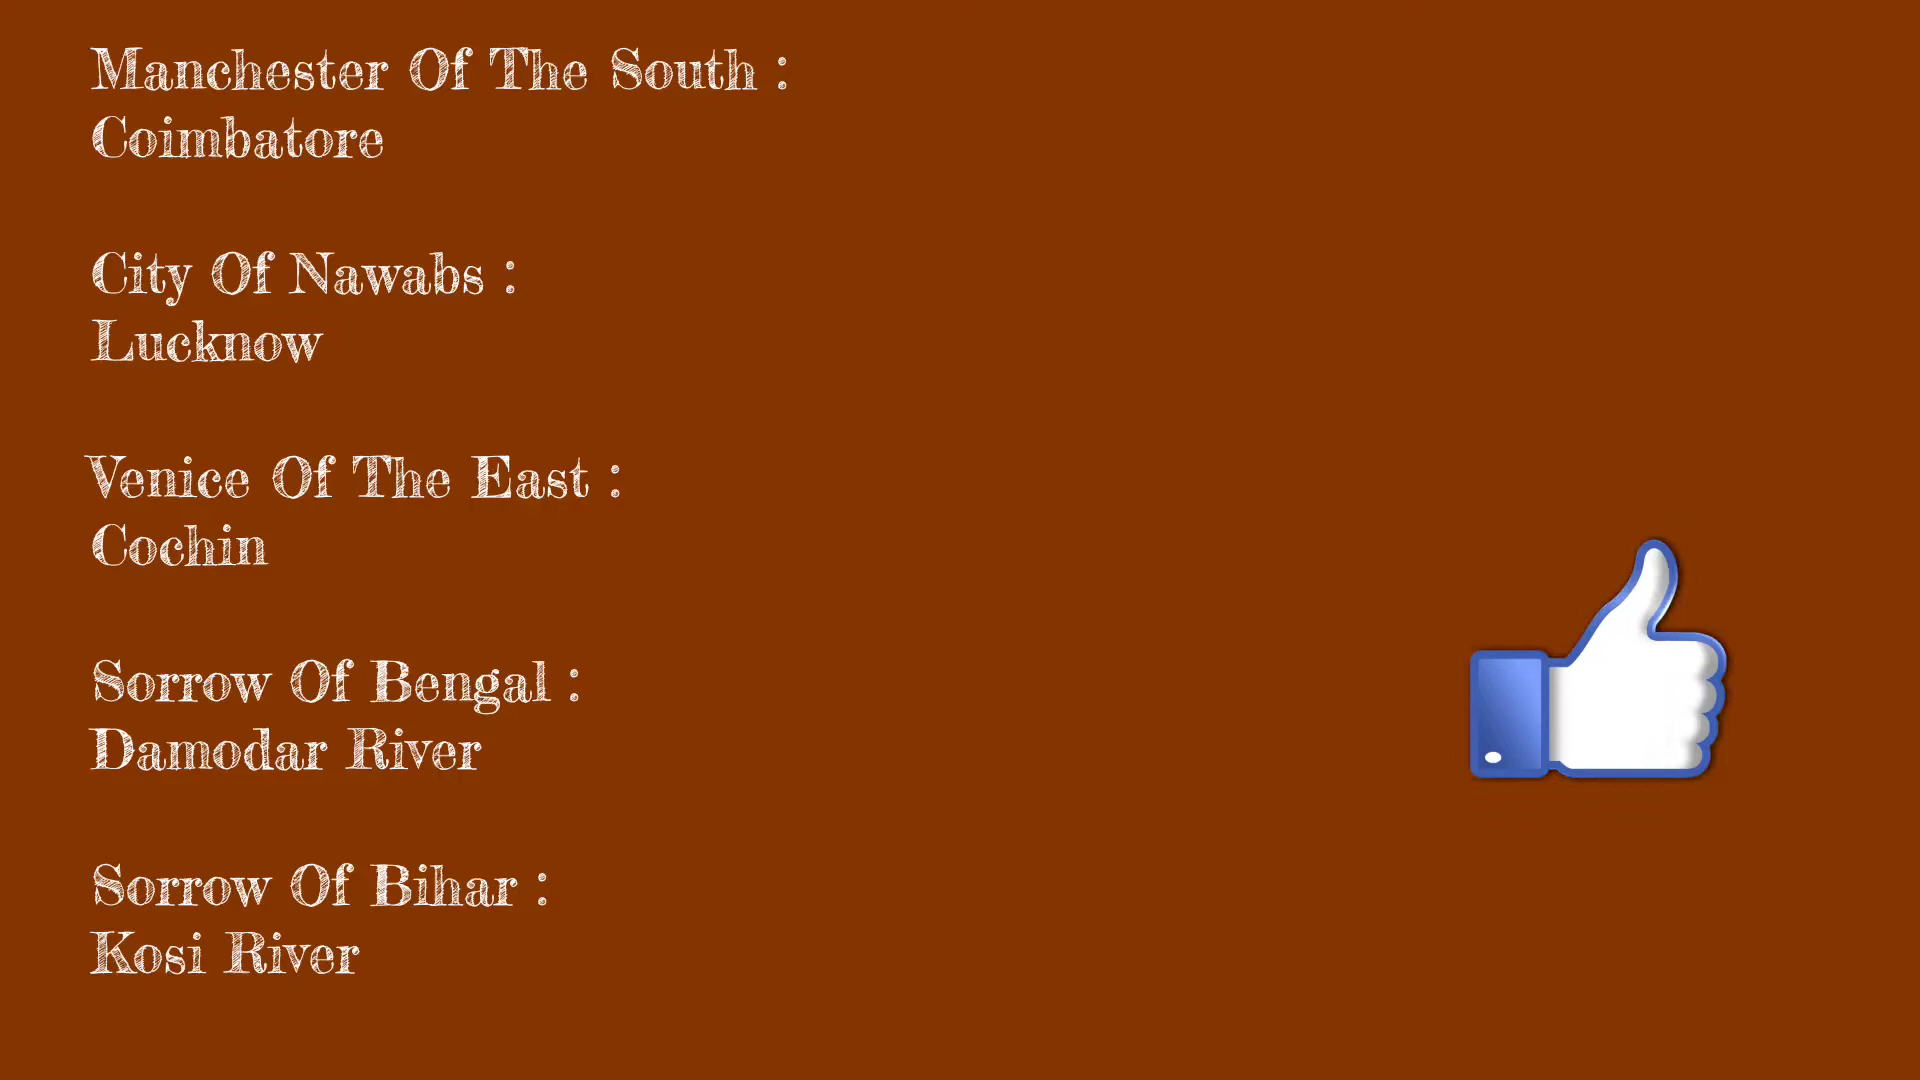 Manchester Of The South :
Coimbatore
City Of Nawabs :
Lucknow
Venice Of The East :
Cochin
Sorrow Of Bengal :
Damodar River
Sorrow Of Bihar :
Kosi River